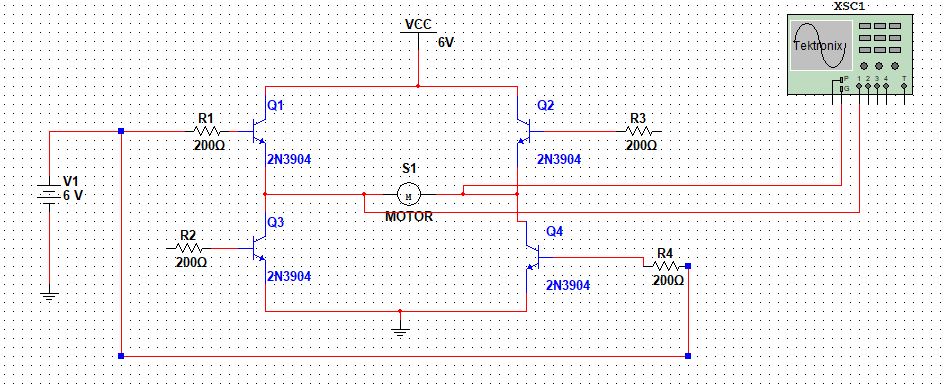 XSC1
VCC
6V
Tektronix
P
G
1 2 3 4 T
Q1
Q2
R1
200Ω
2N3904
R3
200Ω
2N3904
V1
6 V
S1
M
MOTOR
Q3
R2
200Ω
2N3904
Q4
R4
200Ω
2N3904